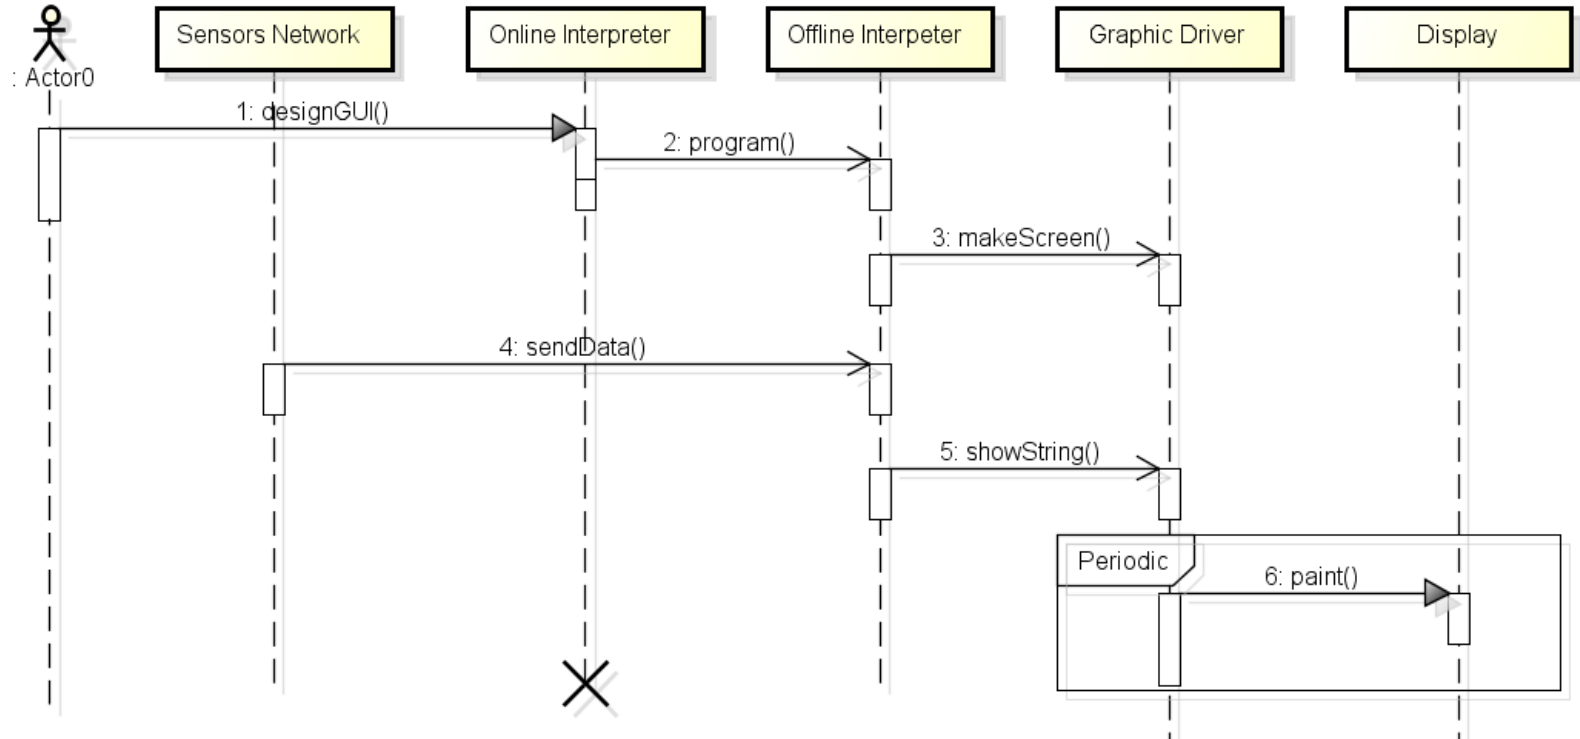 : Actor0
Sensors Network
Online Interpreter
Offline Interpeter
Graphic Driver
Display
1: designGUI()
2: program()
3: makeScreen()
4: sendData()
5: showString()
Periodic
6: paint()